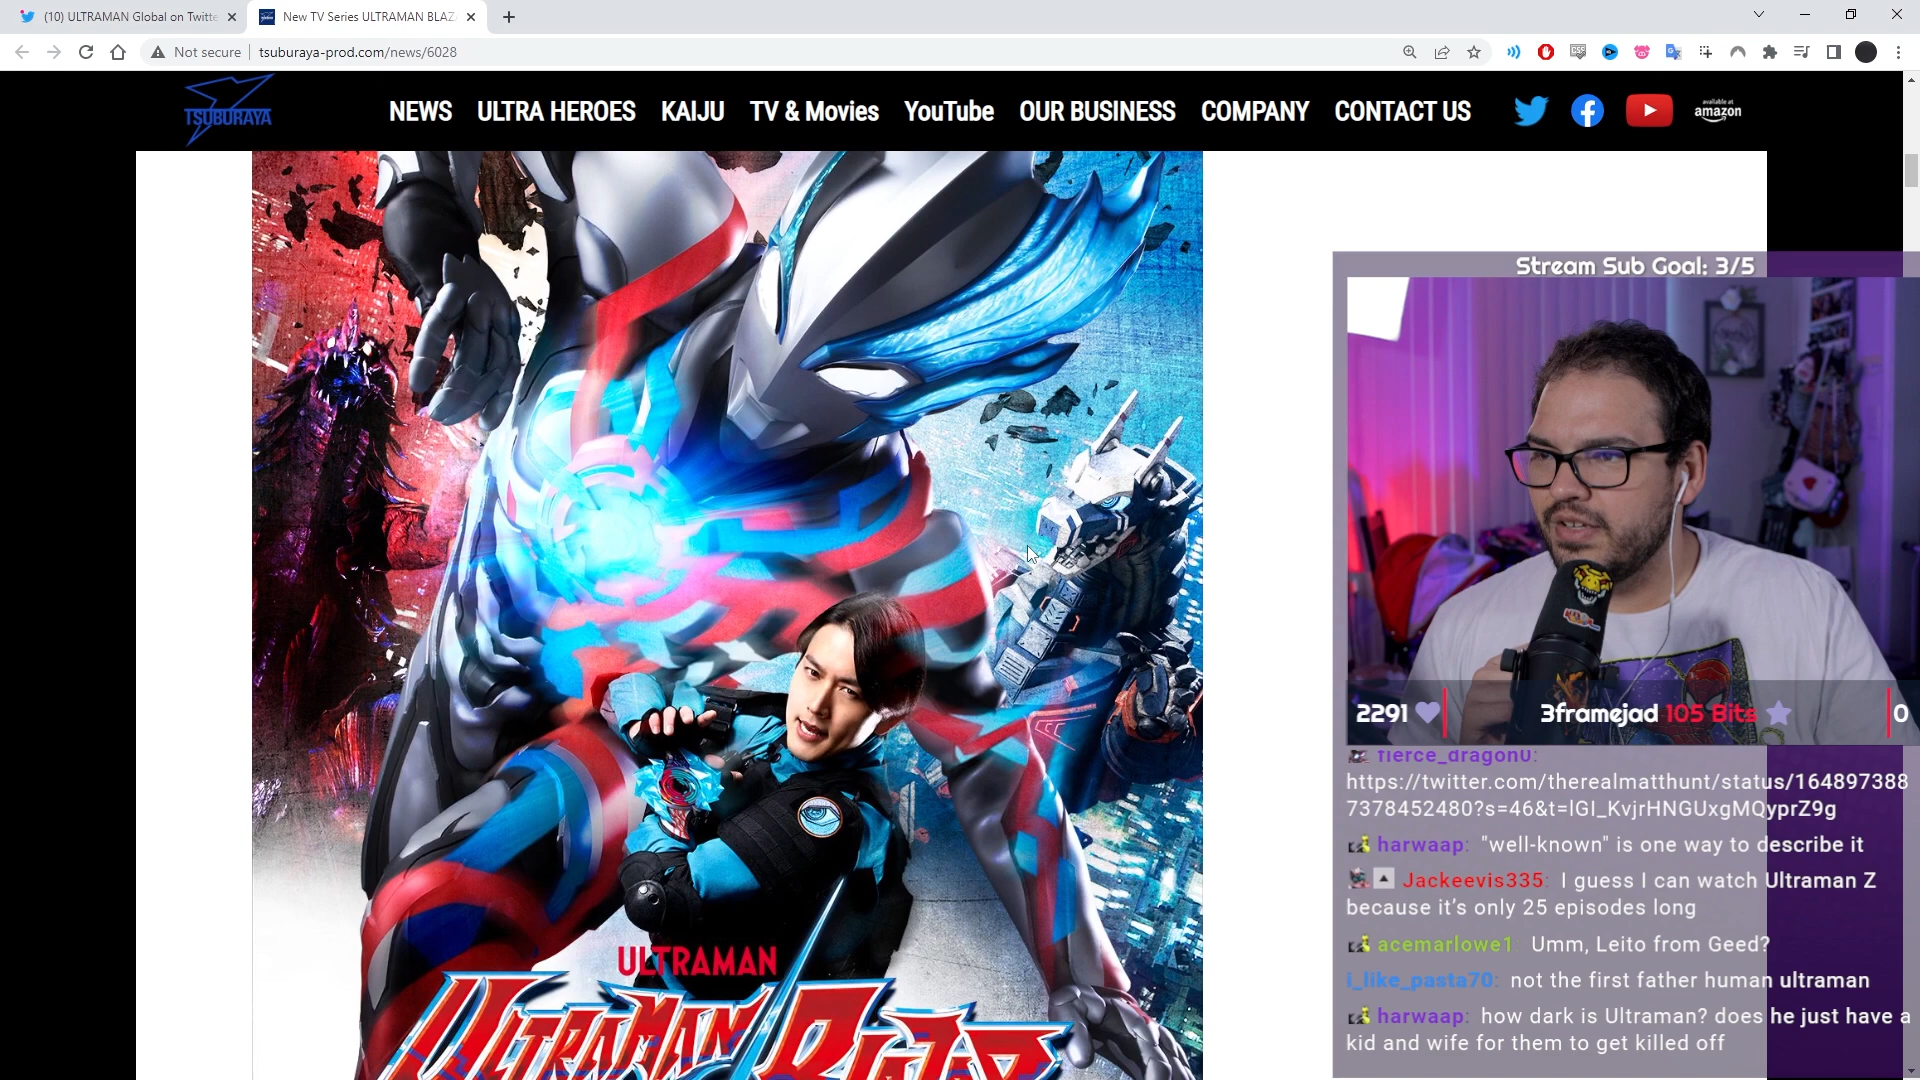 (10) ULTRAMAN Global on Twitte
New TV Series ULTRAMAN BLAZ
Not secure
tsuburaya-prod.com/news/6028
TSUBURAYA
NEWS
ULTRA HEROES
KAIJU
TV & Movies
YouTube
OUR BUSINESS
COMPANY
CONTACT US
available at
amazon
Stream Sub Goal: 3/5
2291
3framejad 105 Bits
0
fierce_dragon0:
https://twitter.com/therealmatthunt/status/164897388
7378452480?s=46&t=lGI_KvjrHNGUxgMQyprZ9g
harwaap: "well-known" is one way to describe it
Jackeevis335: I guess I can watch Ultraman Z
because it's only 25 episodes long
acemarlowe1: Umm, Leito from Geed?
i_like_pasta70: not the first father human ultraman
harwaap: how dark is Ultraman? does he just have a
kid and wife for them to get killed off
ULTRAMAN
ULTRAMAN BLAZAR